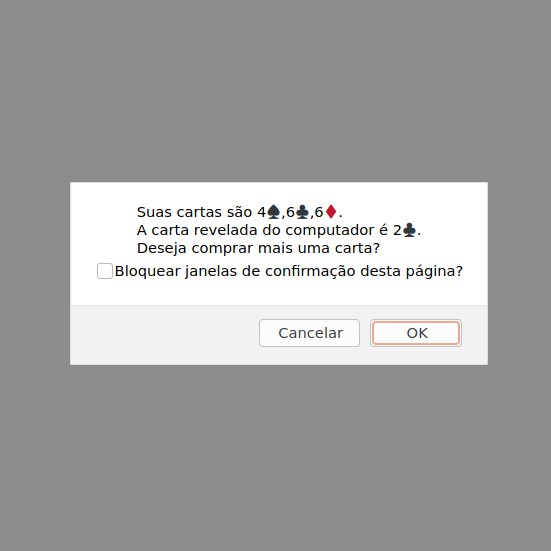 Suas cartas são 4♠,6♣,6♦.
A carta revelada do computador é 2♣.
Deseja comprar mais uma carta?
Bloquear janelas de confirmação desta página?
Cancelar OK